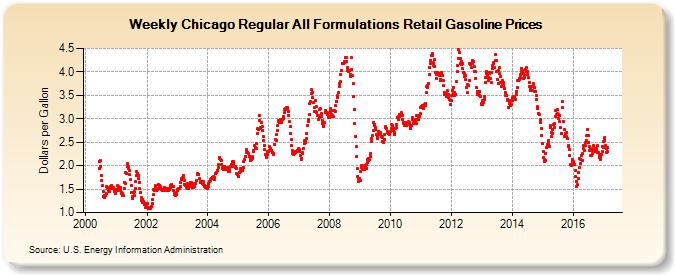 Weekly Chicago Regular All Formulations Retail Gasoline Prices
Dollars per Gallon
4.5
4.0
3.5
3.0
2.5
2.0
1.5
1.0
2000 2002 2004 2006 2008 2010 2012 2014 2016
Source: U.S. Energy Information Administration